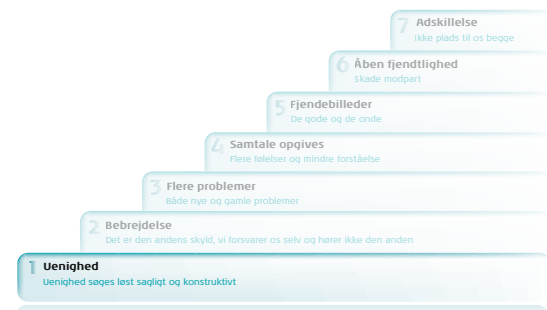 7 Adskillelse
Ikke plads til os begge
6 Åben fjendtlighed
Skade modpart
5 Fjendebilleder
De gode og de onde
4 Samtale opgives
Flere følelser og mindre forståelse
3 Flere problemer
Både nye og gamle problemer
2 Bebrejdelse
Det er den andens skyld, vi forsvarer os selv og hører ikke den anden
1 Uenighed
Uenighed søges løst sagligt og konstruktivt